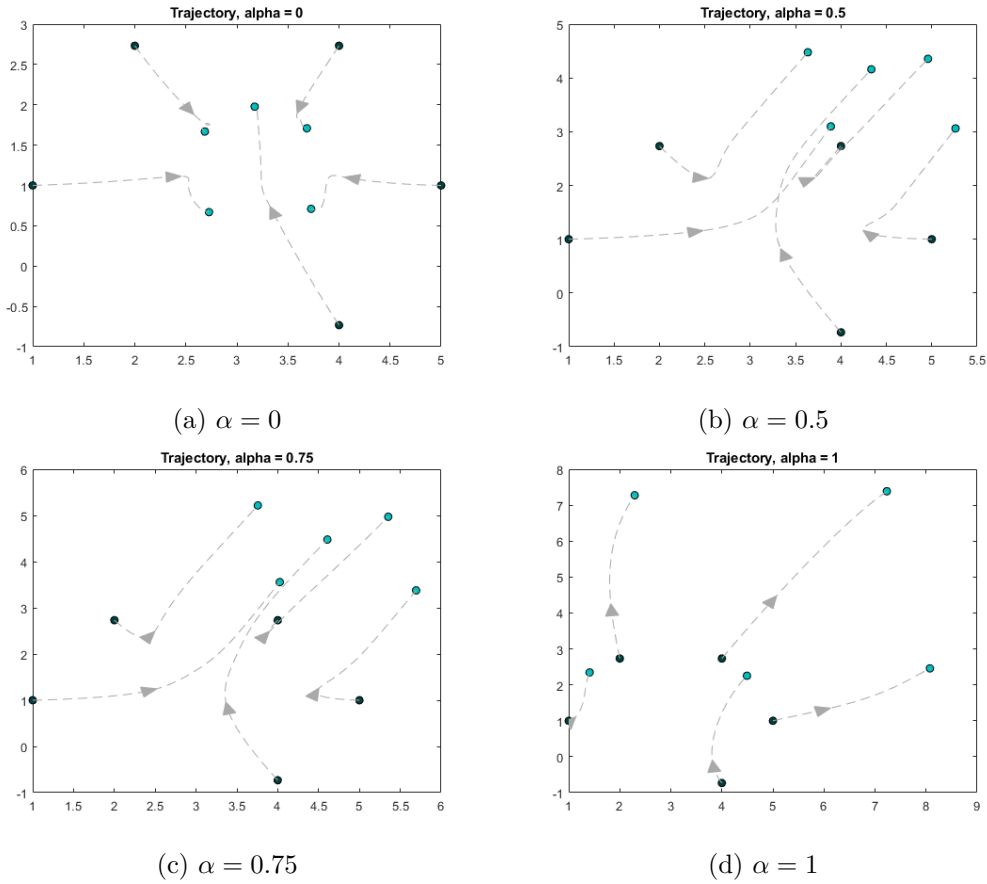 Trajectory, alpha = 0
3
2.5
2
1.5
1
0.5
0
-0.5
-1
1 1.5 2 2.5 3 3.5 4 4.5 5
(a) α = 0
Trajectory, alpha = 0.5
5
4
3
2
1
0
-1
1 1.5 2 2.5 3 3.5 4 4.5 5 5.5
(b) α = 0.5
Trajectory, alpha = 0.75
6
5
4
3
2
1
0
-1
1 1.5 2 2.5 3 3.5 4 4.5 5 5.5 6
(c) α = 0.75
Trajectory, alpha = 1
8
7
6
5
4
3
2
1
0
-1
1 2 3 4 5 6 7 8 9
(d) α = 1